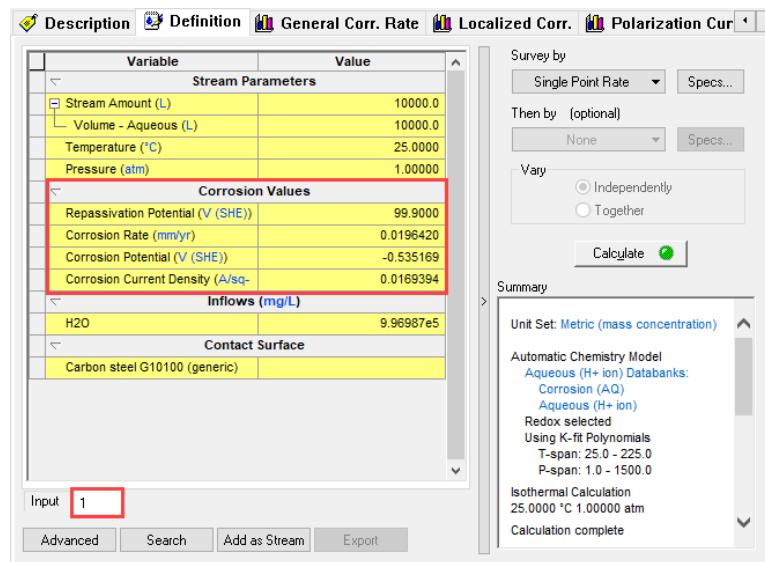 Description Definition General Corr. Rate Localized Corr. Polarization Cur
Variable Value
Stream Parameters
Stream Amount (L) 10000.0
Volume - Aqueous (L) 10000.0
Temperature (°C) 25.0000
Pressure (atm) 1.00000
Corrosion Values
Repassivation Potential (V (SHE)) 99.9000
Corrosion Rate (mm/yr) 0.0196420
Corrosion Potential (V (SHE)) -0.535169
Corrosion Current Density (A/sq- 0.0169394
Inflows (mg/L)
H2O 9.96987e5
Contact Surface
Carbon steel G10100 (generic)
Input 1
Advanced Search Add as Stream Export
Survey by
Single Point Rate Specs...
Then by (optional)
None Specs...
Vary
Independently
Together
Calculate
Summary
Unit Set: Metric (mass concentration)
Automatic Chemistry Model
Aqueous (H+ ion) Databanks:
Corrosion (AQ)
Aqueous (H+ ion)
Redox selected
Using K-fit Polynomials
T-span: 25.0 - 225.0
P-span: 1.0 - 1500.0
Isothermal Calculation
25.0000 °C 1.00000 atm
Calculation complete